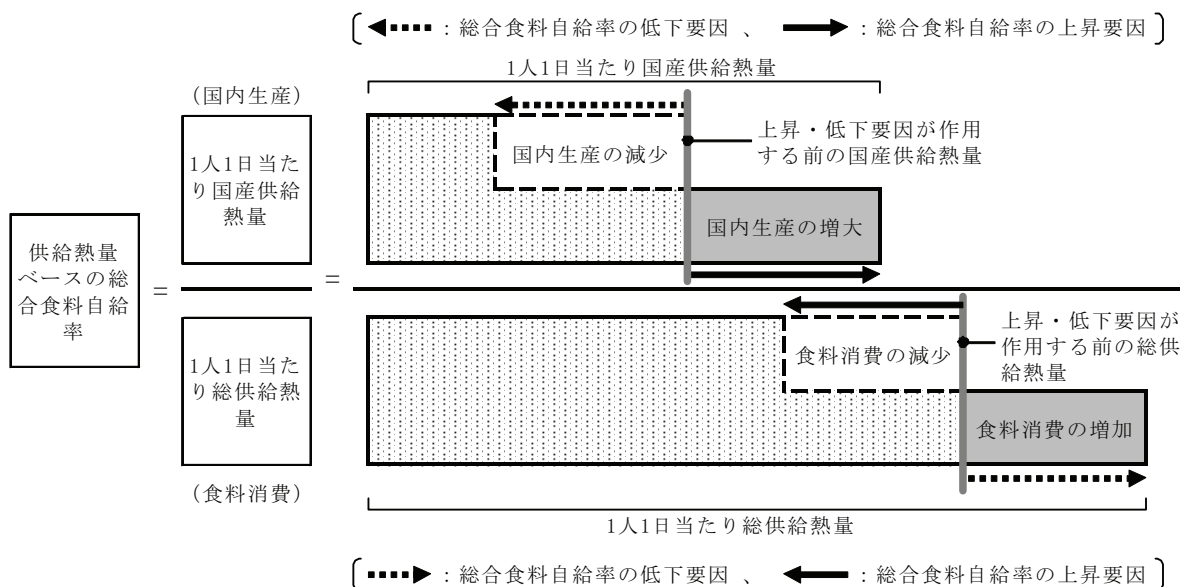 ：総合食料自給率の低下要因 、 ：総合食料自給率の上昇要因
1人1日当たり国産供給熱量
（国内生産）
1人1日当た
り国産供給
熱量
国内生産の減少
上昇・低下要因が作用
する前の国産供給熱量
国内生産の増大
供給熱量
ベースの総
合食料自給
率
＝
＝
1人1日当た
り総供給熱
量
食料消費の減少
上昇・低下要因が
作用する前の総供
給熱量
食料消費の増加
（食料消費）
1人1日当たり総供給熱量
：総合食料自給率の低下要因 、 ：総合食料自給率の上昇要因